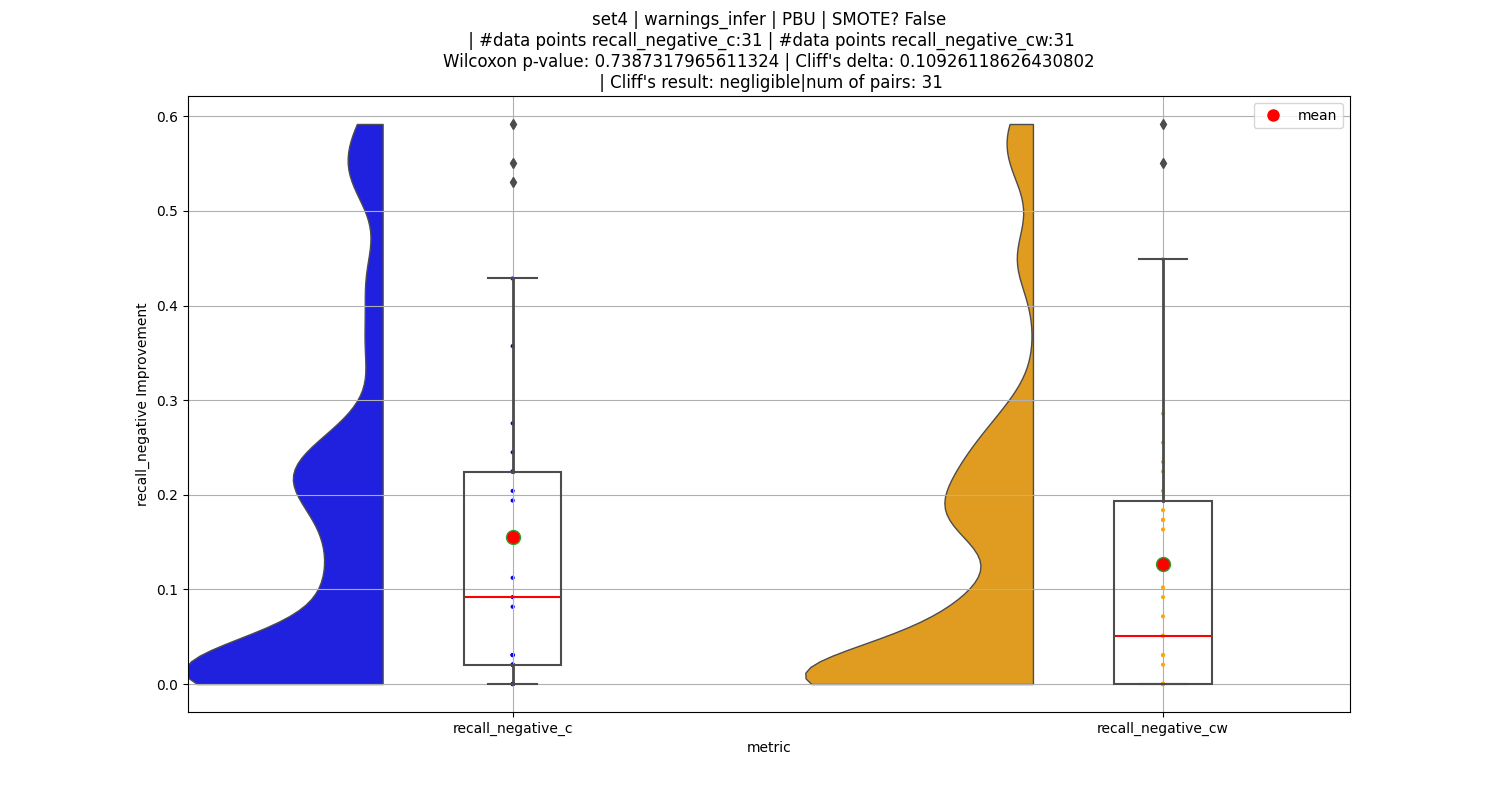 set4 | warnings_infer | PBU | SMOTE? False
| #data points recall_negative_c:31 | #data points recall_negative_cw:31
Wilcoxon p-value: 0.7387317965611324 | Cliff's delta: 0.10926118626430802
| Cliff's result: negligible|num of pairs: 31
mean
0.6
0.5
0.4
0.3
0.2
0.1
0.0
recall_negative Improvement
recall_negative_c
recall_negative_cw
metric